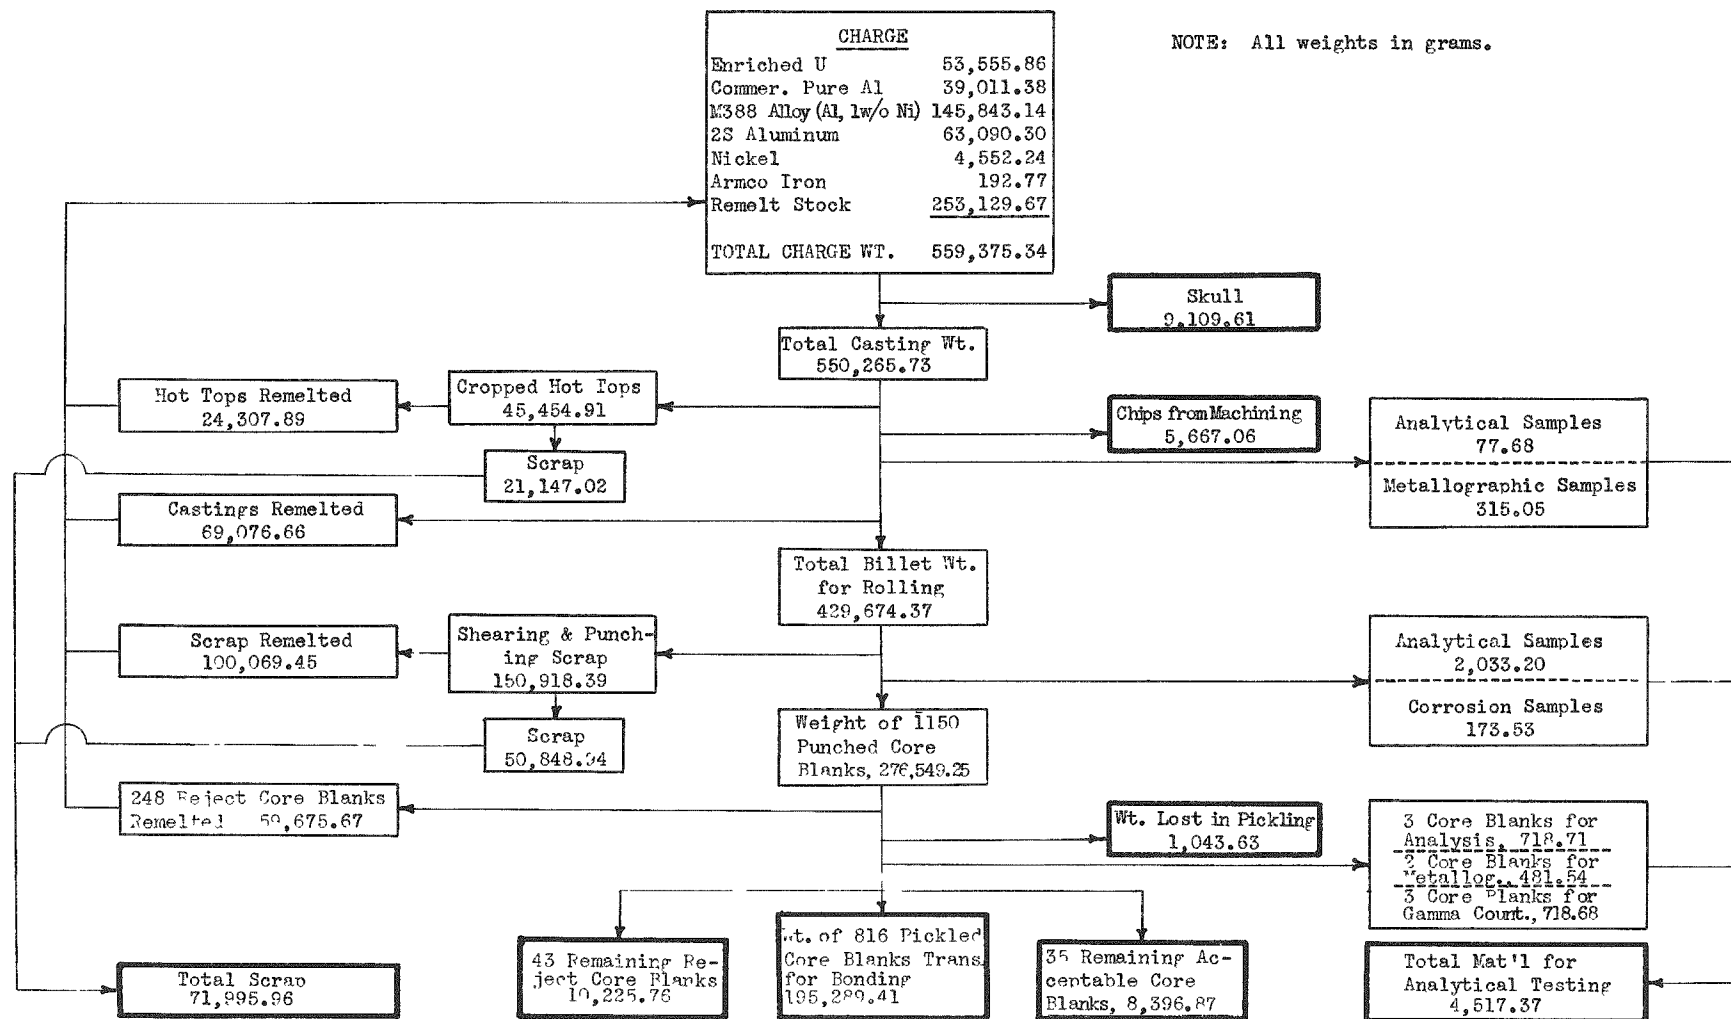 CHARGE
Enriched U 53,555.86
Commer. Pure Al 39,011.38
M388 Alloy (Al, 1w/o Ni) 145,843.14
2S Aluminum 63,090.30
Nickel 4,552.24
Armco Iron 192.77
Remelt Stock 253,129.67
TOTAL CHARGE WT. 559,375.34
NOTE: All weights in grams.
Skull
9,109.61
Total Casting Wt.
550,265.73
Hot Tops Remelted
24,307.89
Cropped Hot Tops
45,454.91
Chips from Machining
5,667.06
Analytical Samples
77.68
Metallographic Samples
315.05
Scrap
21,147.02
Castings Remelted
69,076.66
Total Billet Wt.
for Rolling
429,674.37
Scrap Remelted
100,069.45
Shearing & Punch-
ing Scrap
150,918.39
Analytical Samples
2,033.20
Corrosion Samples
173.53
Scrap
50,848.94
Weight of 1150
Punched Core
Blanks, 276,549.25
248 Reject Core Blanks
Remelted 59,675.67
Wt. Lost in Pickling
1,043.63
3 Core Blanks for
Analysis, 718.71
2 Core Blanks for
Metallog., 481.54
3 Core Blanks for
Gamma Count., 718.68
Total Scrap
71,995.96
43 Remaining Re-
ject Core Blanks
10,225.76
Wt. of 816 Pickled
Core Blanks Trans.
for Bonding
195,289.41
35 Remaining Ac-
ceptable Core
Blanks, 8,396.87
Total Mat'l for
Analytical Testing
4,517.37